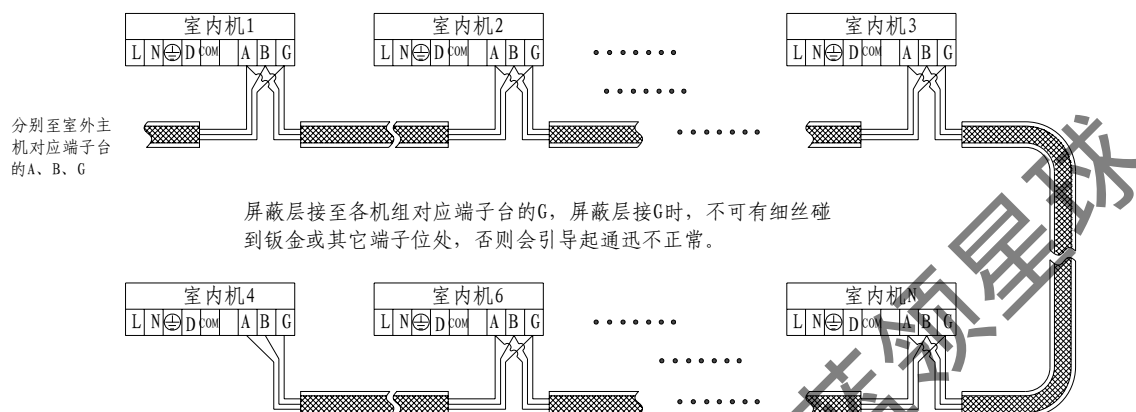 室内机1
L N D COM A B G
室内机2
L N D COM A B G
室内机3
L N D COM A B G
分别至室外主
机对应端子台
的A、B、G
屏蔽层接至各机组对应端子台的G，屏蔽层接G时，不可有细丝碰
到钣金或其它端子位处，否则会引导起通迅不正常。
室内机4
L N D COM A B G
室内机6
L N D COM A B G
室内机N
L N D COM A B G
蓝领星球